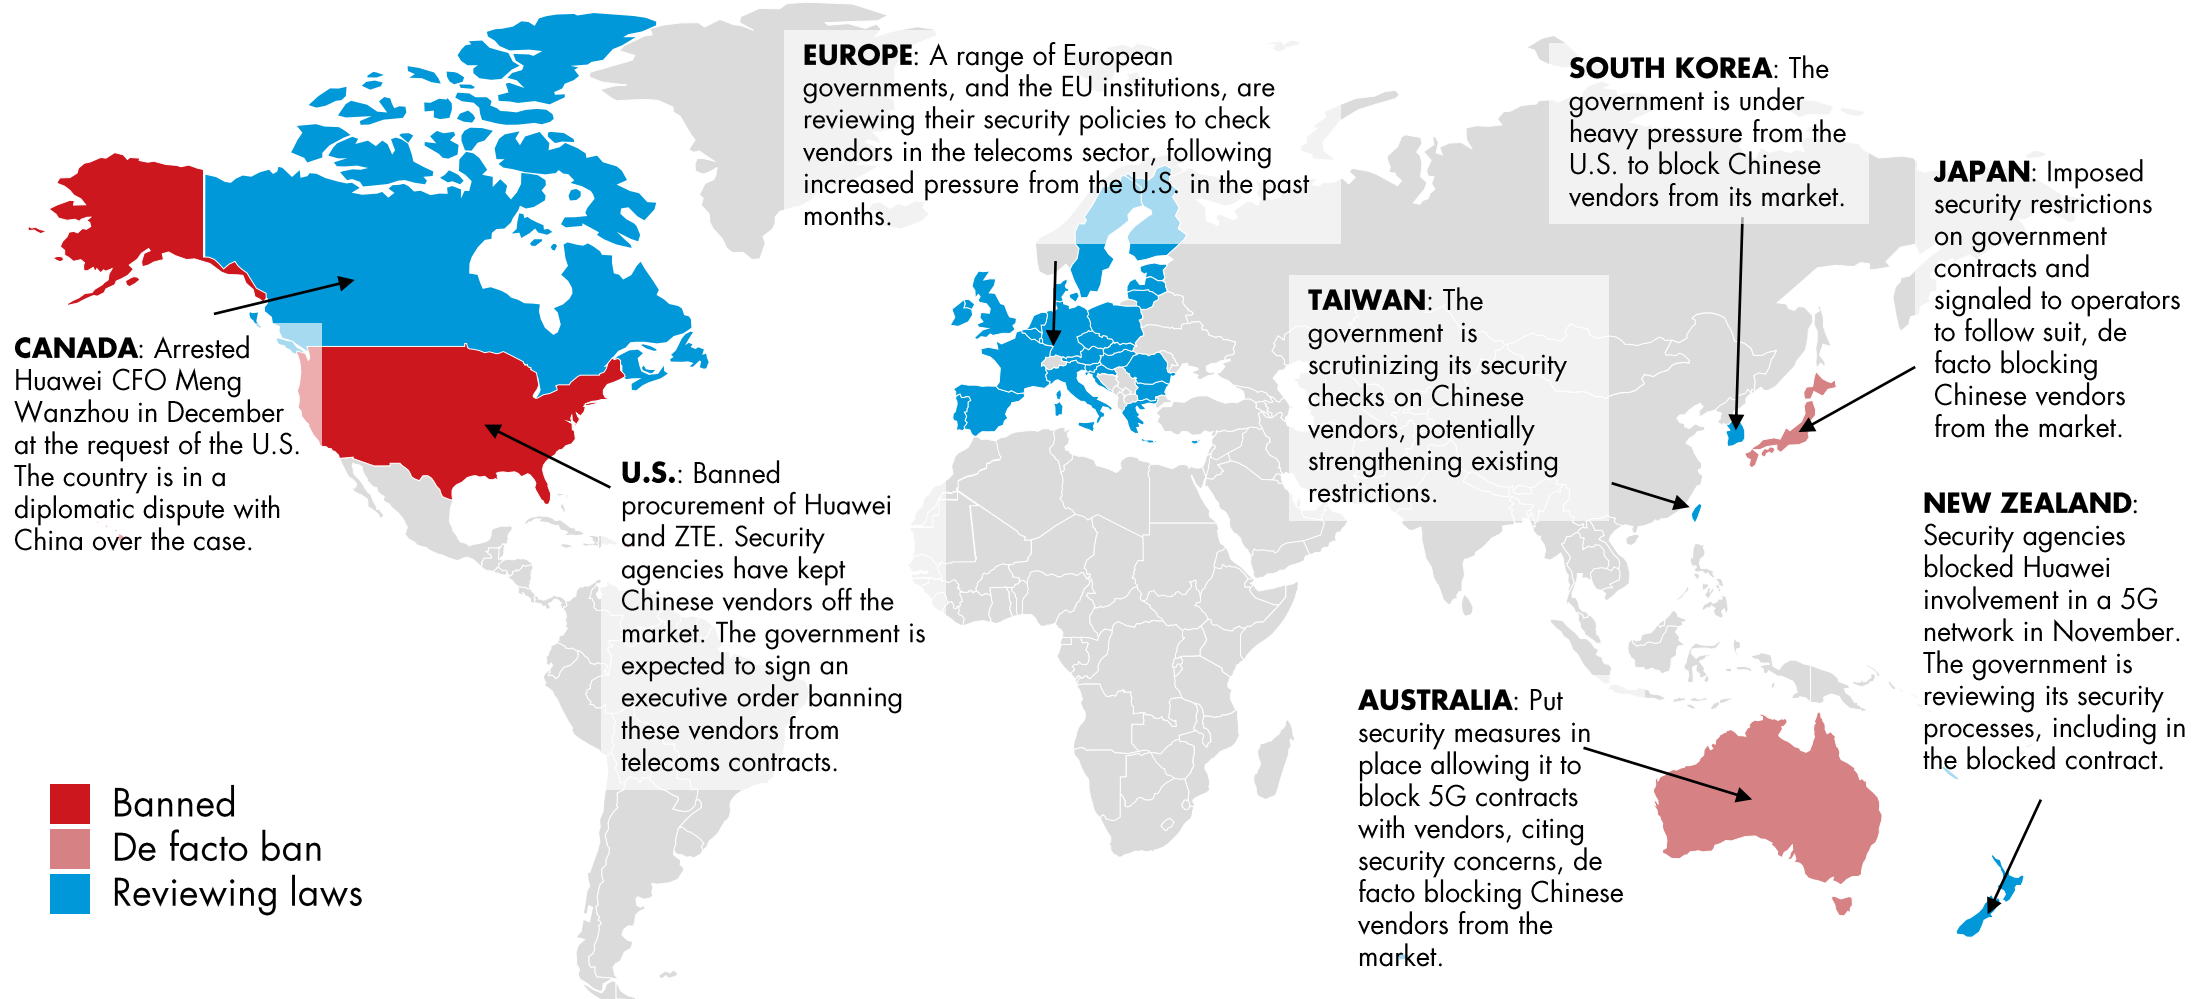 EUROPE: A range of European
governments, and the EU institutions, are
reviewing their security policies to check
vendors in the telecoms sector, following
increased pressure from the U.S. in the past
months.
SOUTH KOREA: The
government is under
heavy pressure from the
U.S. to block Chinese
vendors from its market.
JAPAN: Imposed
security restrictions
on government
contracts and
signaled to operators
to follow suit, de
facto blocking
Chinese vendors
from the market.
TAIWAN: The
government is
scrutinizing its security
checks on Chinese
vendors, potentially
strengthening existing
restrictions.
CANADA: Arrested
Huawei CFO Meng
Wanzhou in December
at the request of the U.S.
The country is in a
diplomatic dispute with
China over the case.
U.S.: Banned
procurement of Huawei
and ZTE. Security
agencies have kept
Chinese vendors off the
market. The government is
expected to sign an
executive order banning
these vendors from
telecoms contracts.
NEW ZEALAND:
Security agencies
blocked Huawei
involvement in a 5G
network in November.
The government is
reviewing its security
processes, including in
the blocked contract.
AUSTRALIA: Put
security measures in
place allowing it to
block 5G contracts
with vendors, citing
security concerns, de
facto blocking Chinese
vendors from the
market.
Banned
De facto ban
Reviewing laws